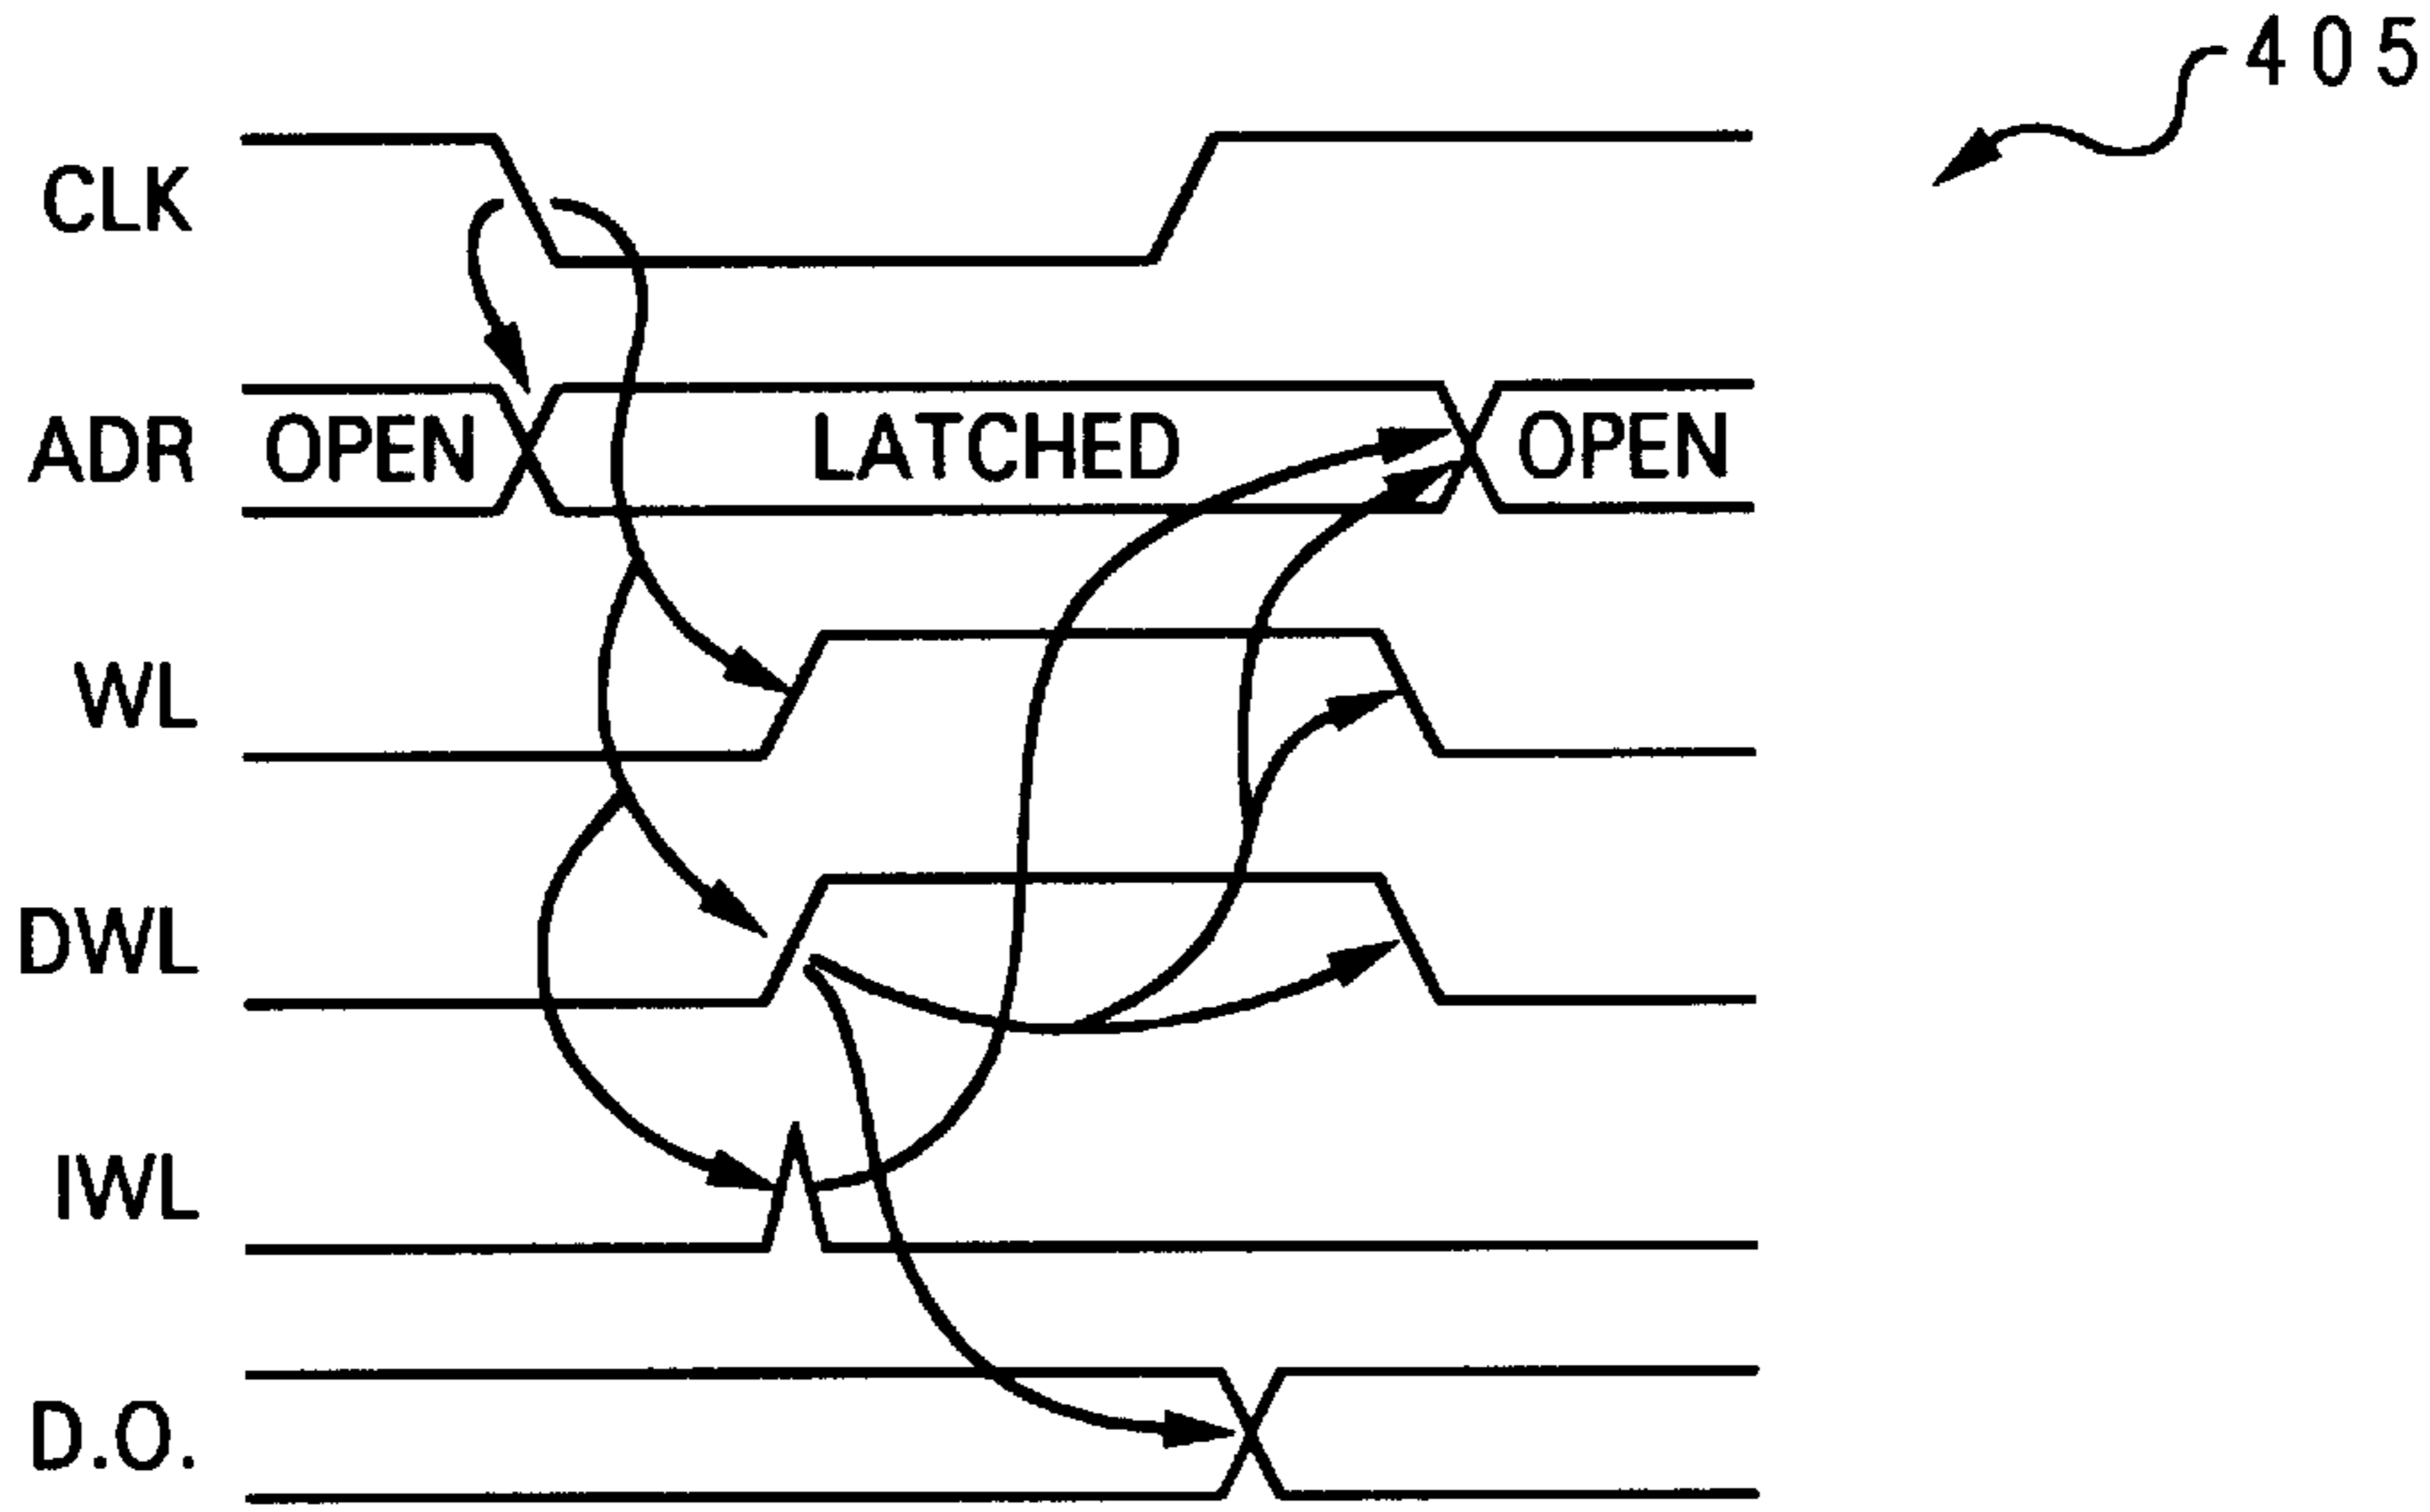 405
CLK
ADR OPEN LATCHED OPEN
WL
DWL
IWL
D.O.